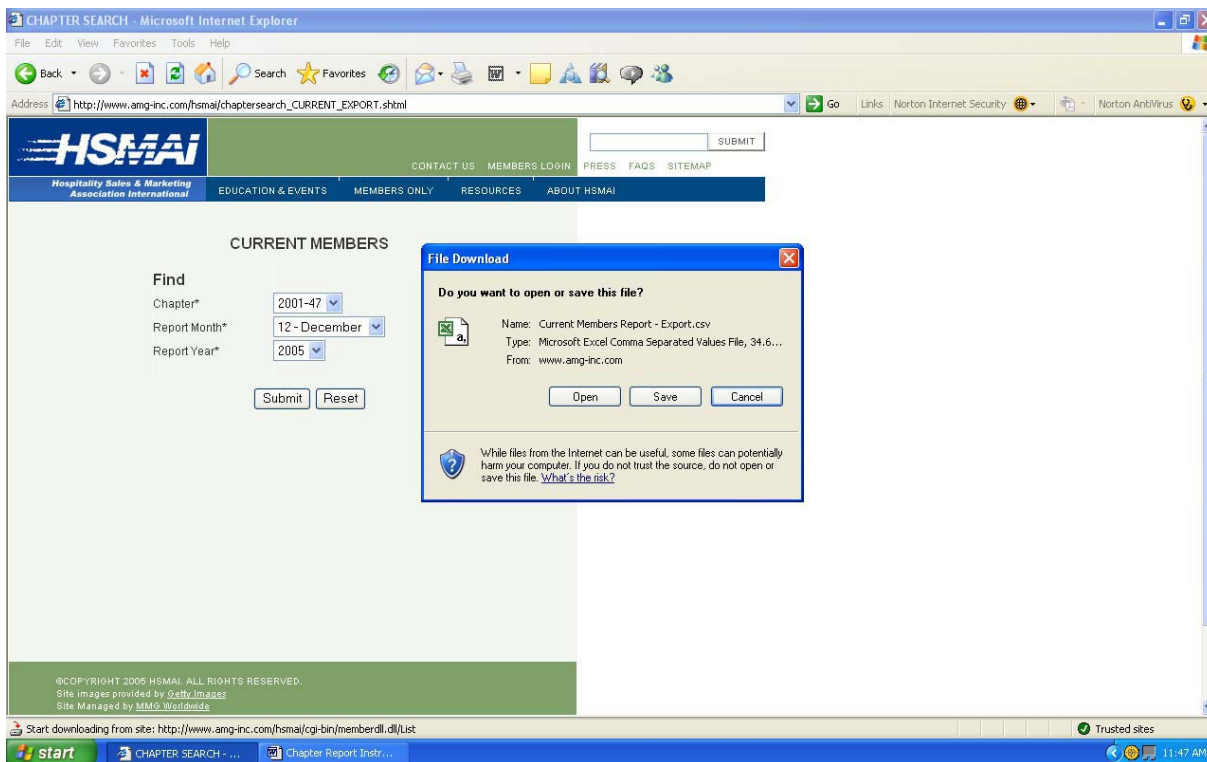 CHAPTER SEARCH - Microsoft Internet Explorer
File Edit View Favorites Tools Help
Back Search Favorites
Address http://www.amg-inc.com/hsmai/chaptersearch_CURRENT_EXPORT.shtml Go Links Norton Internet Security Norton AntiVirus
HSMAi
Hospitality Sales & Marketing
Association International
SUBMIT
CONTACT US MEMBERS LOGIN PRESS FAQS SITEMAP
EDUCATION & EVENTS MEMBERS ONLY RESOURCES ABOUT HSMAI
CURRENT MEMBERS
Find
Chapter* 2001-47
Report Month* 12 - December
Report Year* 2005
Submit Reset
File Download
Do you want to open or save this file?
Name: Current Members Report - Export.csv
Type: Microsoft Excel Comma Separated Values File, 34.6...
From: www.amg-inc.com
Open Save Cancel
While files from the Internet can be useful, some files can potentially
harm your computer. If you do not trust the source, do not open or
save this file. What's the risk?
©COPYRIGHT 2005 HSMAI. ALL RIGHTS RESERVED.
Site images provided by Getty Images
Site Managed by MMG Worldwide
Start downloading from site: http://www.amg-inc.com/hsmai/cgi-bin/memberdll.dll/List Trusted sites
start CHAPTER SEARCH - ... Chapter Report Instr... 11:47 AM